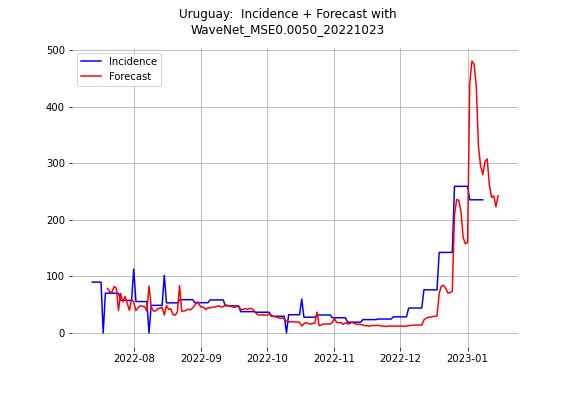 Uruguay:  Incidence + Forecast with
WaveNet_MSE0.0050_20221023
500
400
300
200
100
0
Incidence
Forecast
2022-08 2022-09 2022-10 2022-11 2022-12 2023-01